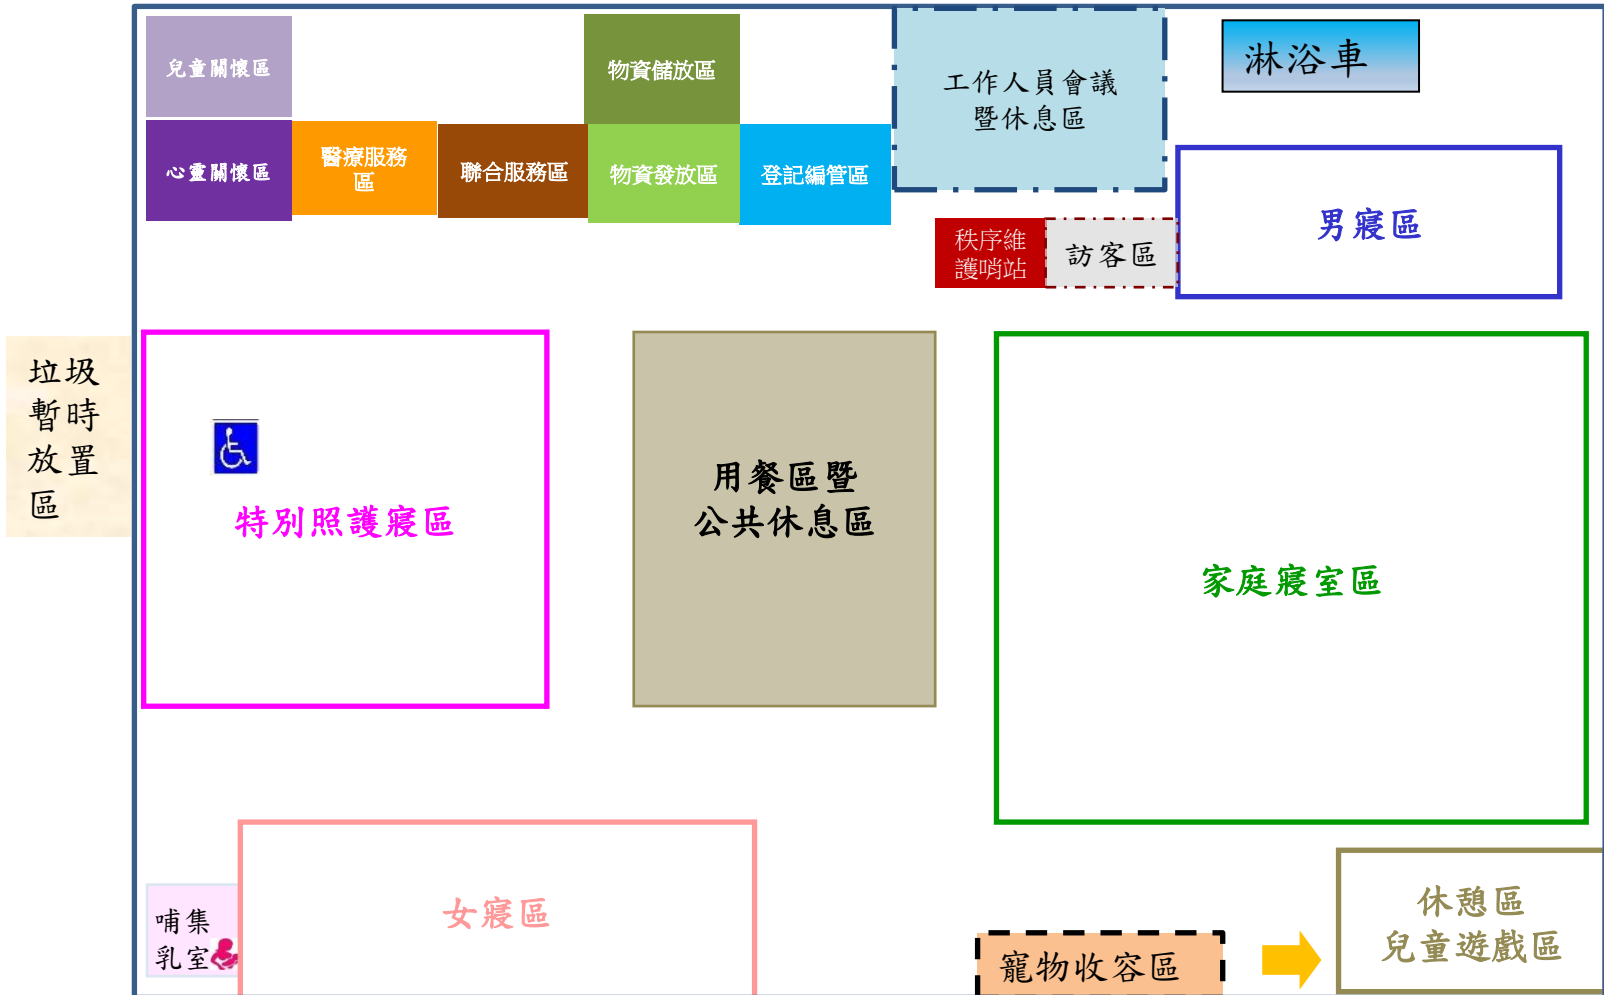 兒童關懷區
物資儲放區
工作人員會議
暨休息區
淋浴車
心靈關懷區
醫療服務
區
聯合服務區
物資發放區
登記編管區
男寢區
秩序維
護哨站
訪客區
垃圾
暫時
放置
區
特別照護寢區
用餐區暨
公共休息區
家庭寢室區
哺集
乳室
女寢區
寵物收容區
休憩區
兒童遊戲區